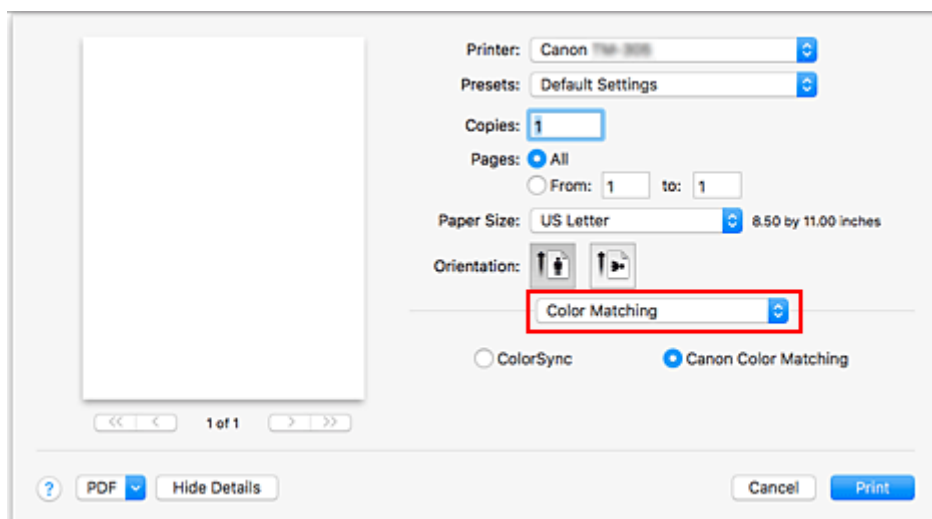 Printer: Canon
Presets: Default Settings
Copies: 1
Pages: All
From: 1 to: 1
Paper Size: US Letter 8.50 by 11.00 inches
Orientation:
Color Matching
ColorSync Canon Color Matching
<< < 1 of 1 > >>
? PDF Hide Details Cancel Print